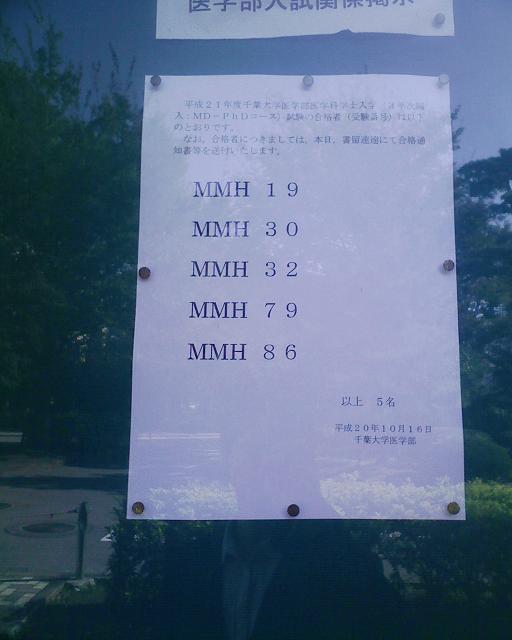 医学部入試関係掲示
平成21年度千葉大学医学部医学科学士入学（3年次編
入：MD－PhDコース）試験の合格者（受験番号）は以下
のとおりです。
なお、合格者につきましては、本日、書留速達にて合格通
知書等を送付いたします。
MMH 19
MMH 30
MMH 32
MMH 79
MMH 86
以上 5名
平成20年10月16日
千葉大学医学部